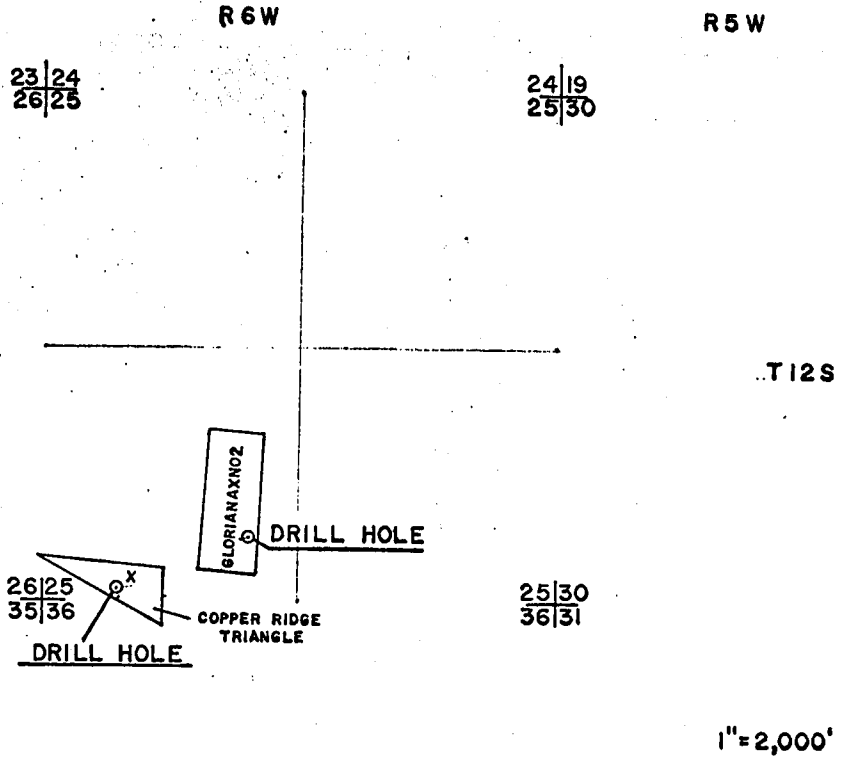 R6W
R5W
23|24
26|25
24|19
25|30
T12S
GLORIANAXNO2
DRILL HOLE
X
26|25
35|36
COPPER RIDGE
TRIANGLE
DRILL HOLE
25|30
36|31
1"=2,000'